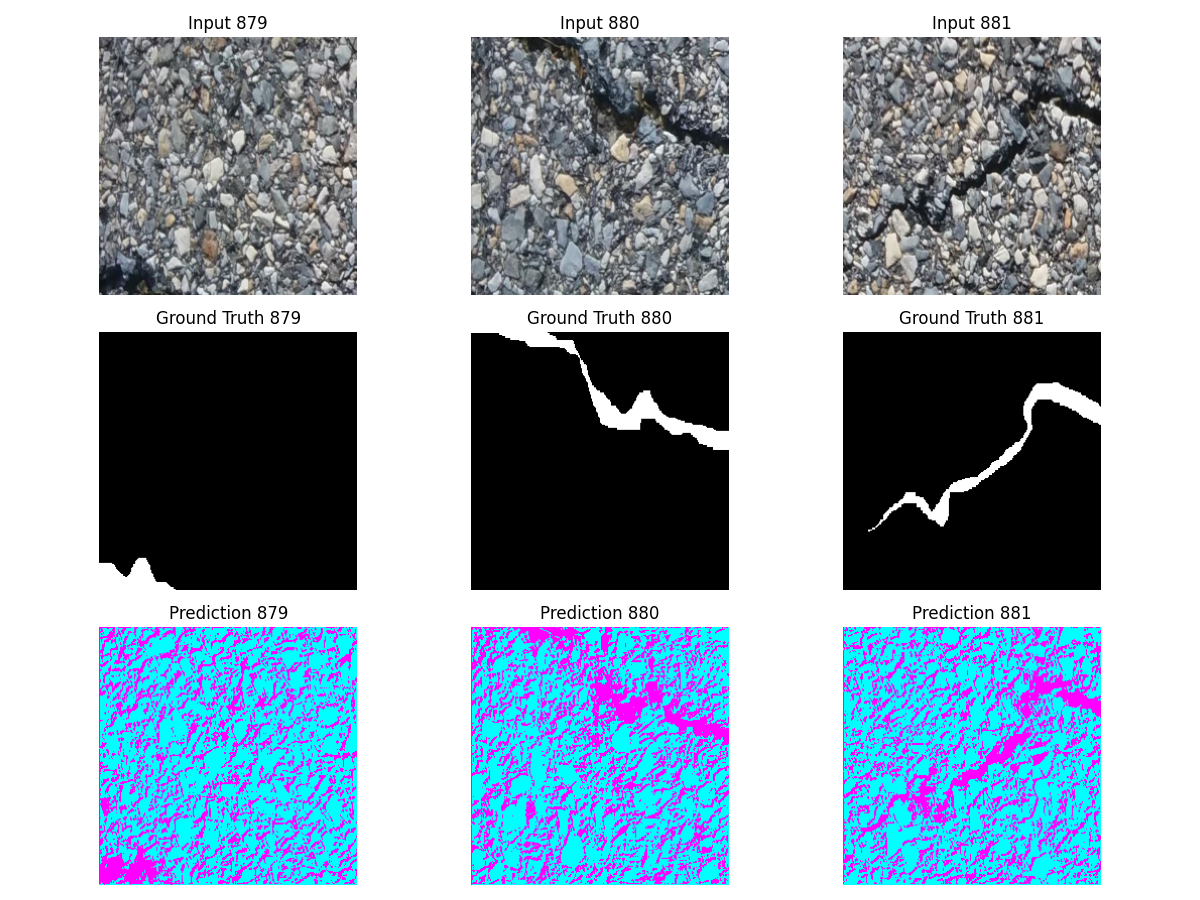 Input 879
Input 880
Input 881
Ground Truth 879
Ground Truth 880
Ground Truth 881
Prediction 879
Prediction 880
Prediction 881